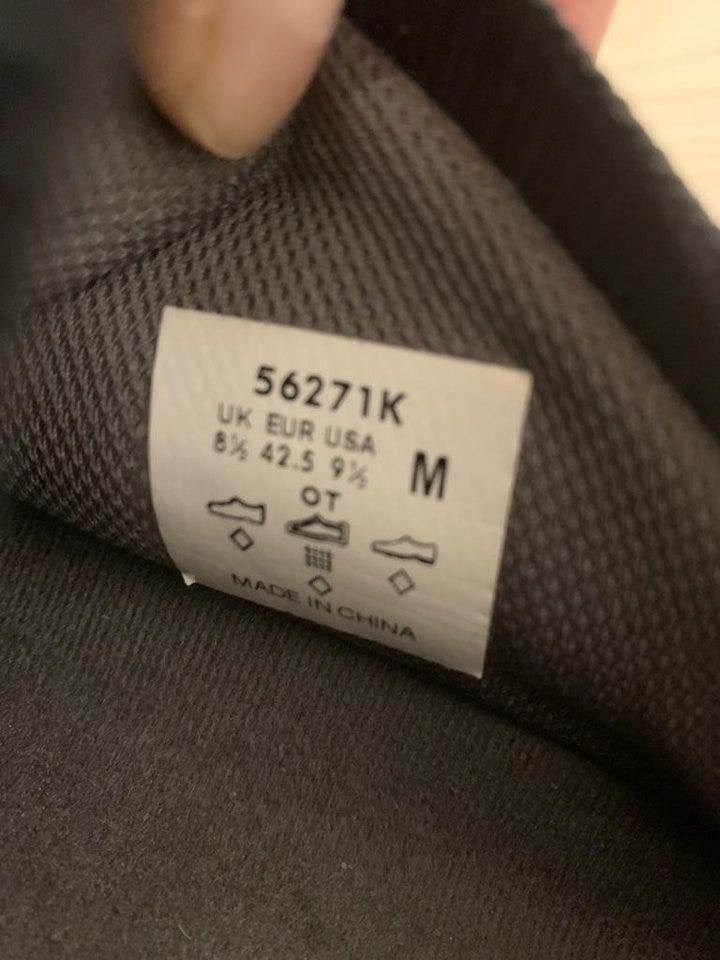 56271K
UK EUR USA
8½ 42.5 9½ M
OT
MADE IN CHINA